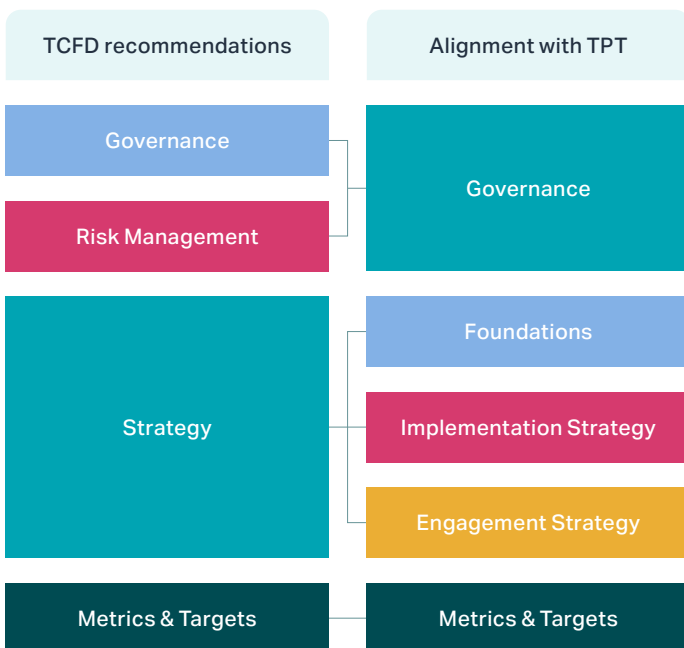 TCFD recommendations
Alignment with TPT
Governance
Risk Management
Governance
Strategy
Foundations
Implementation Strategy
Engagement Strategy
Metrics & Targets
Metrics & Targets